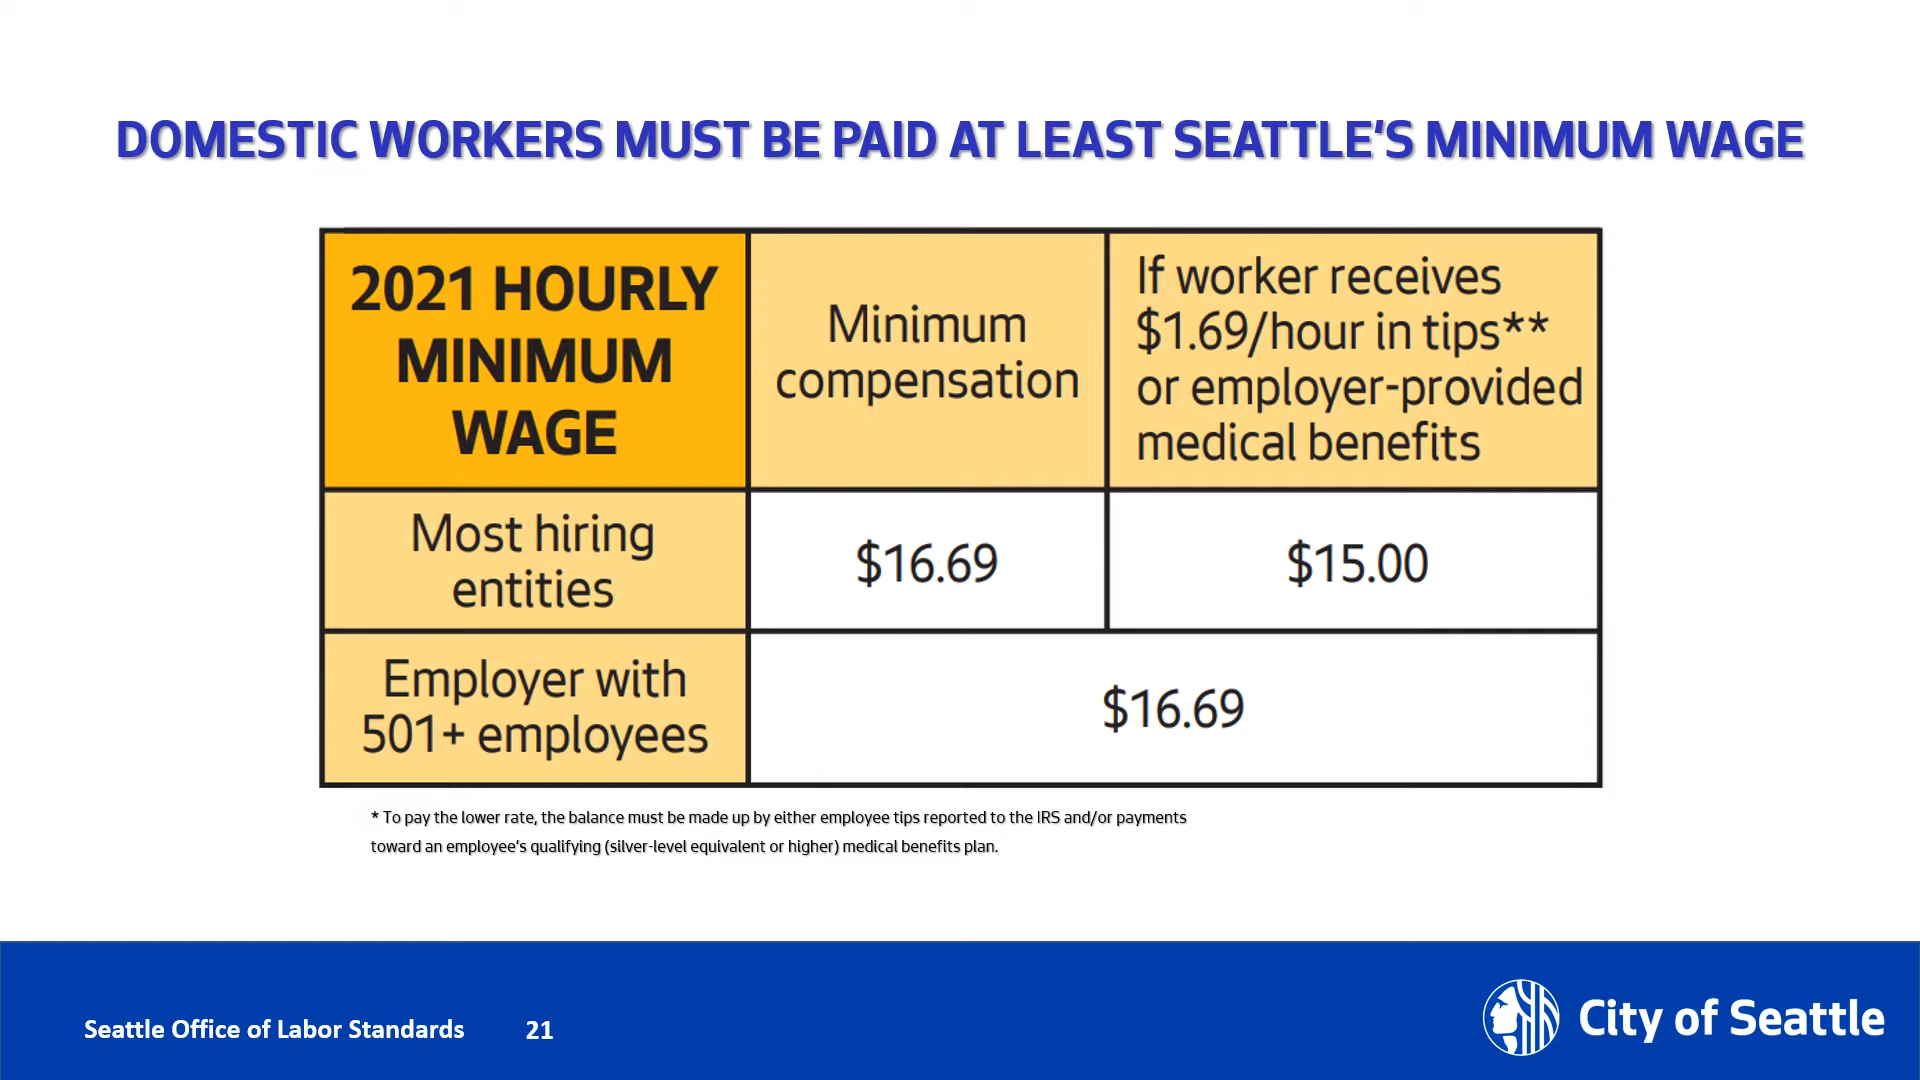 DOMESTIC WORKERS MUST BE PAID AT LEAST SEATTLE'S MINIMUM WAGE
2021 HOURLY
MINIMUM
WAGE
Minimum
compensation
If worker receives
$1.69/hour in tips**
or employer-provided
medical benefits
Most hiring
entities
$16.69
$15.00
Employer with
501+ employees
$16.69
* To pay the lower rate, the balance must be made up by either employee tips reported to the IRS and/or payments
toward an employee's qualifying (silver-level equivalent or higher) medical benefits plan.
Seattle Office of Labor Standards
21
City of Seattle